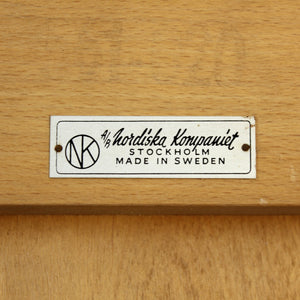 NK
A/B Nordiska Kompaniet
STOCKHOLM
MADE IN SWEDEN